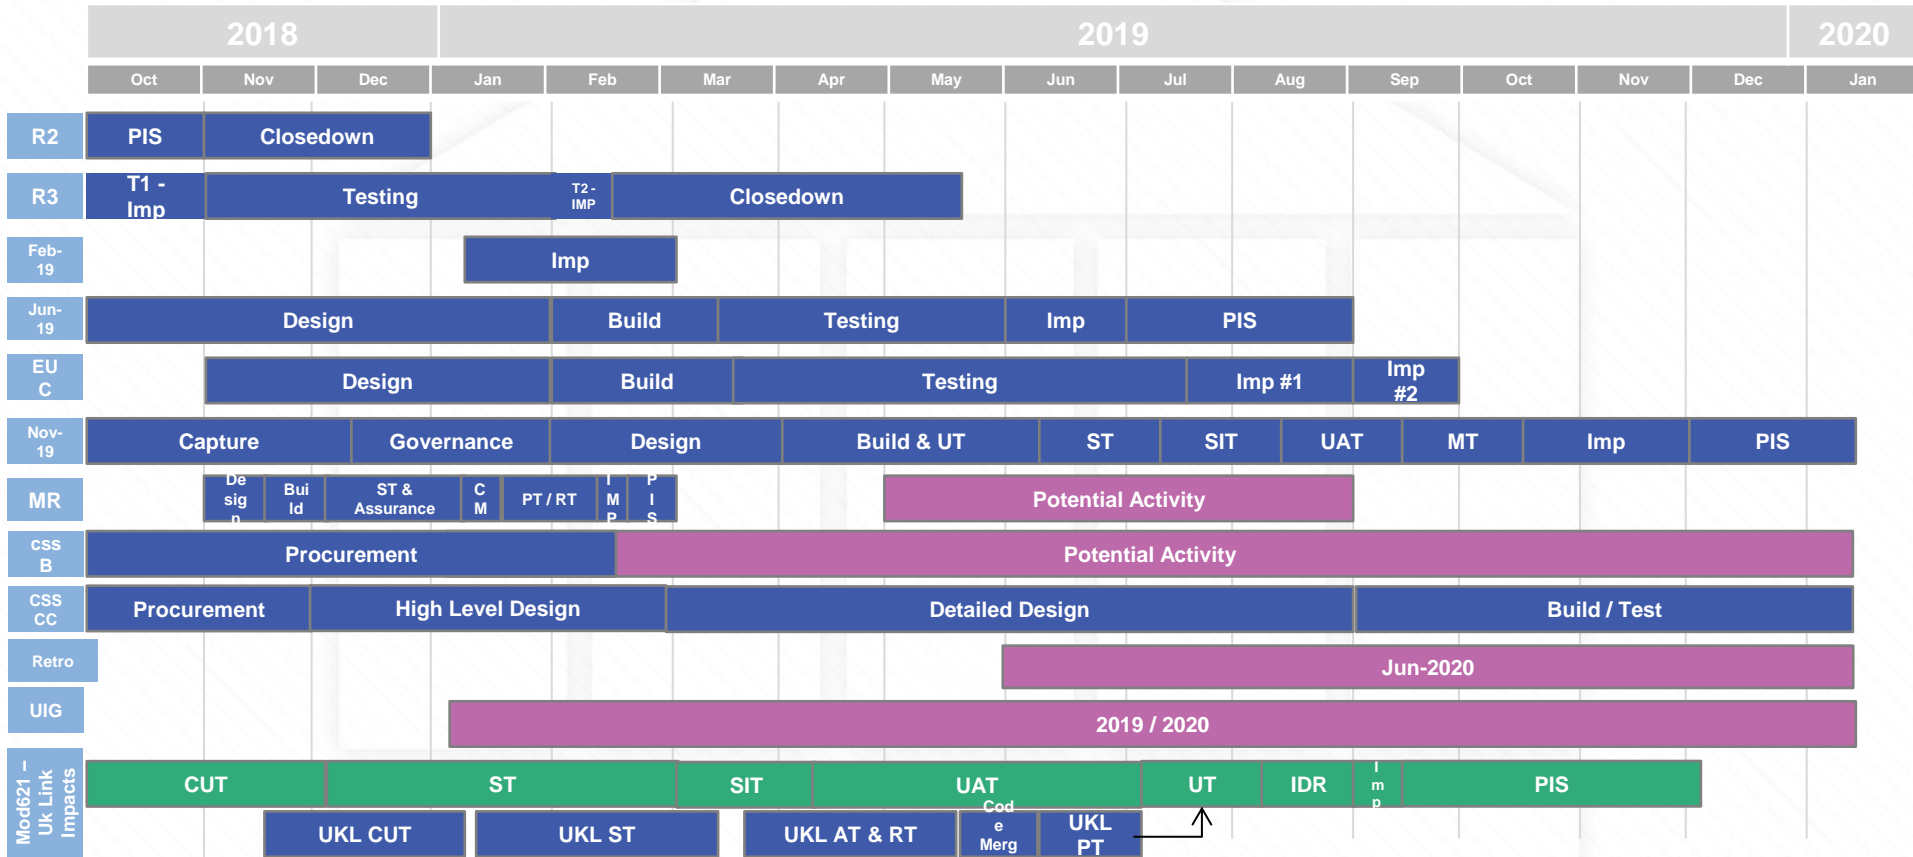 2018
2019
2020
Oct
Nov
Dec
Jan
Feb
Mar
Apr
May
Jun
Jul
Aug
Sep
Oct
Nov
Dec
Jan
R2
PIS
Closedown
R3
T1 -
Imp
Testing
T2 -
IMP
Closedown
Feb-
19
Imp
Jun-
19
Design
Build
Testing
Imp
PIS
EU
C
Design
Build
Testing
Imp #1
Imp
#2
Nov-
19
Capture
Governance
Design
Build & UT
ST
SIT
UAT
MT
Imp
PIS
MR
De
sig
n
Bui
ld
ST &
Assurance
C
M
PT / RT
I
M
P
P
I
S
Potential Activity
css
B
Procurement
Potential Activity
CSS
CC
Procurement
High Level Design
Detailed Design
Build / Test
Retro
Jun-2020
UIG
2019 / 2020
Mod621 –
Uk Link
Impacts
CUT
ST
SIT
UAT
UT
IDR
I
m
p
PIS
UKL CUT
UKL ST
UKL AT & RT
Cod
e
Merg
UKL
PT